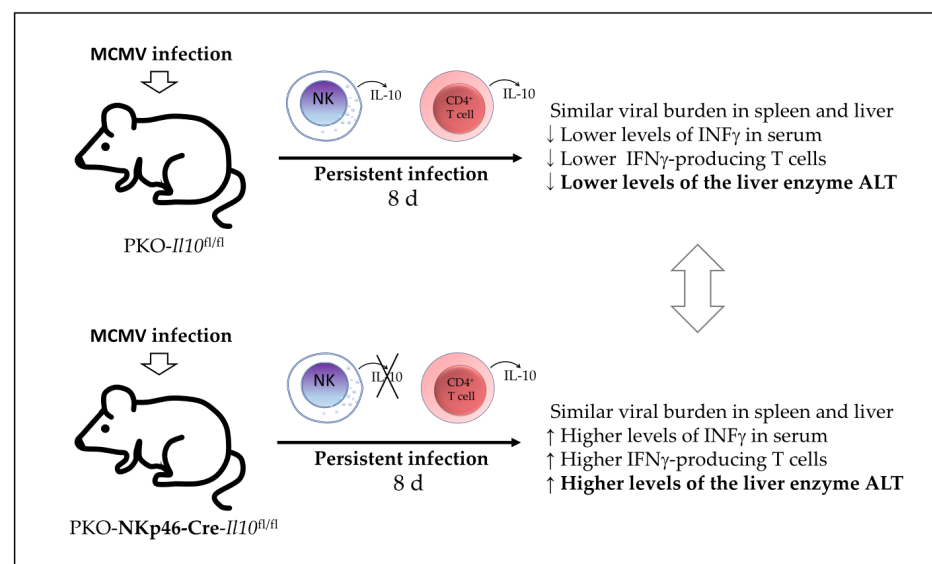 MCMV infection
NK
IL-10
CD4⁺
T cell
IL-10
Persistent infection
8 d
PKO-Il10^fl/fl
Similar viral burden in spleen and liver
↓ Lower levels of INFγ in serum
↓ Lower IFNγ-producing T cells
↓ Lower levels of the liver enzyme ALT
MCMV infection
NK
IL-10
CD4⁺
T cell
IL-10
Persistent infection
8 d
PKO-NKp46-Cre-Il10^fl/fl
Similar viral burden in spleen and liver
↑ Higher levels of INFγ in serum
↑ Higher IFNγ-producing T cells
↑ Higher levels of the liver enzyme ALT